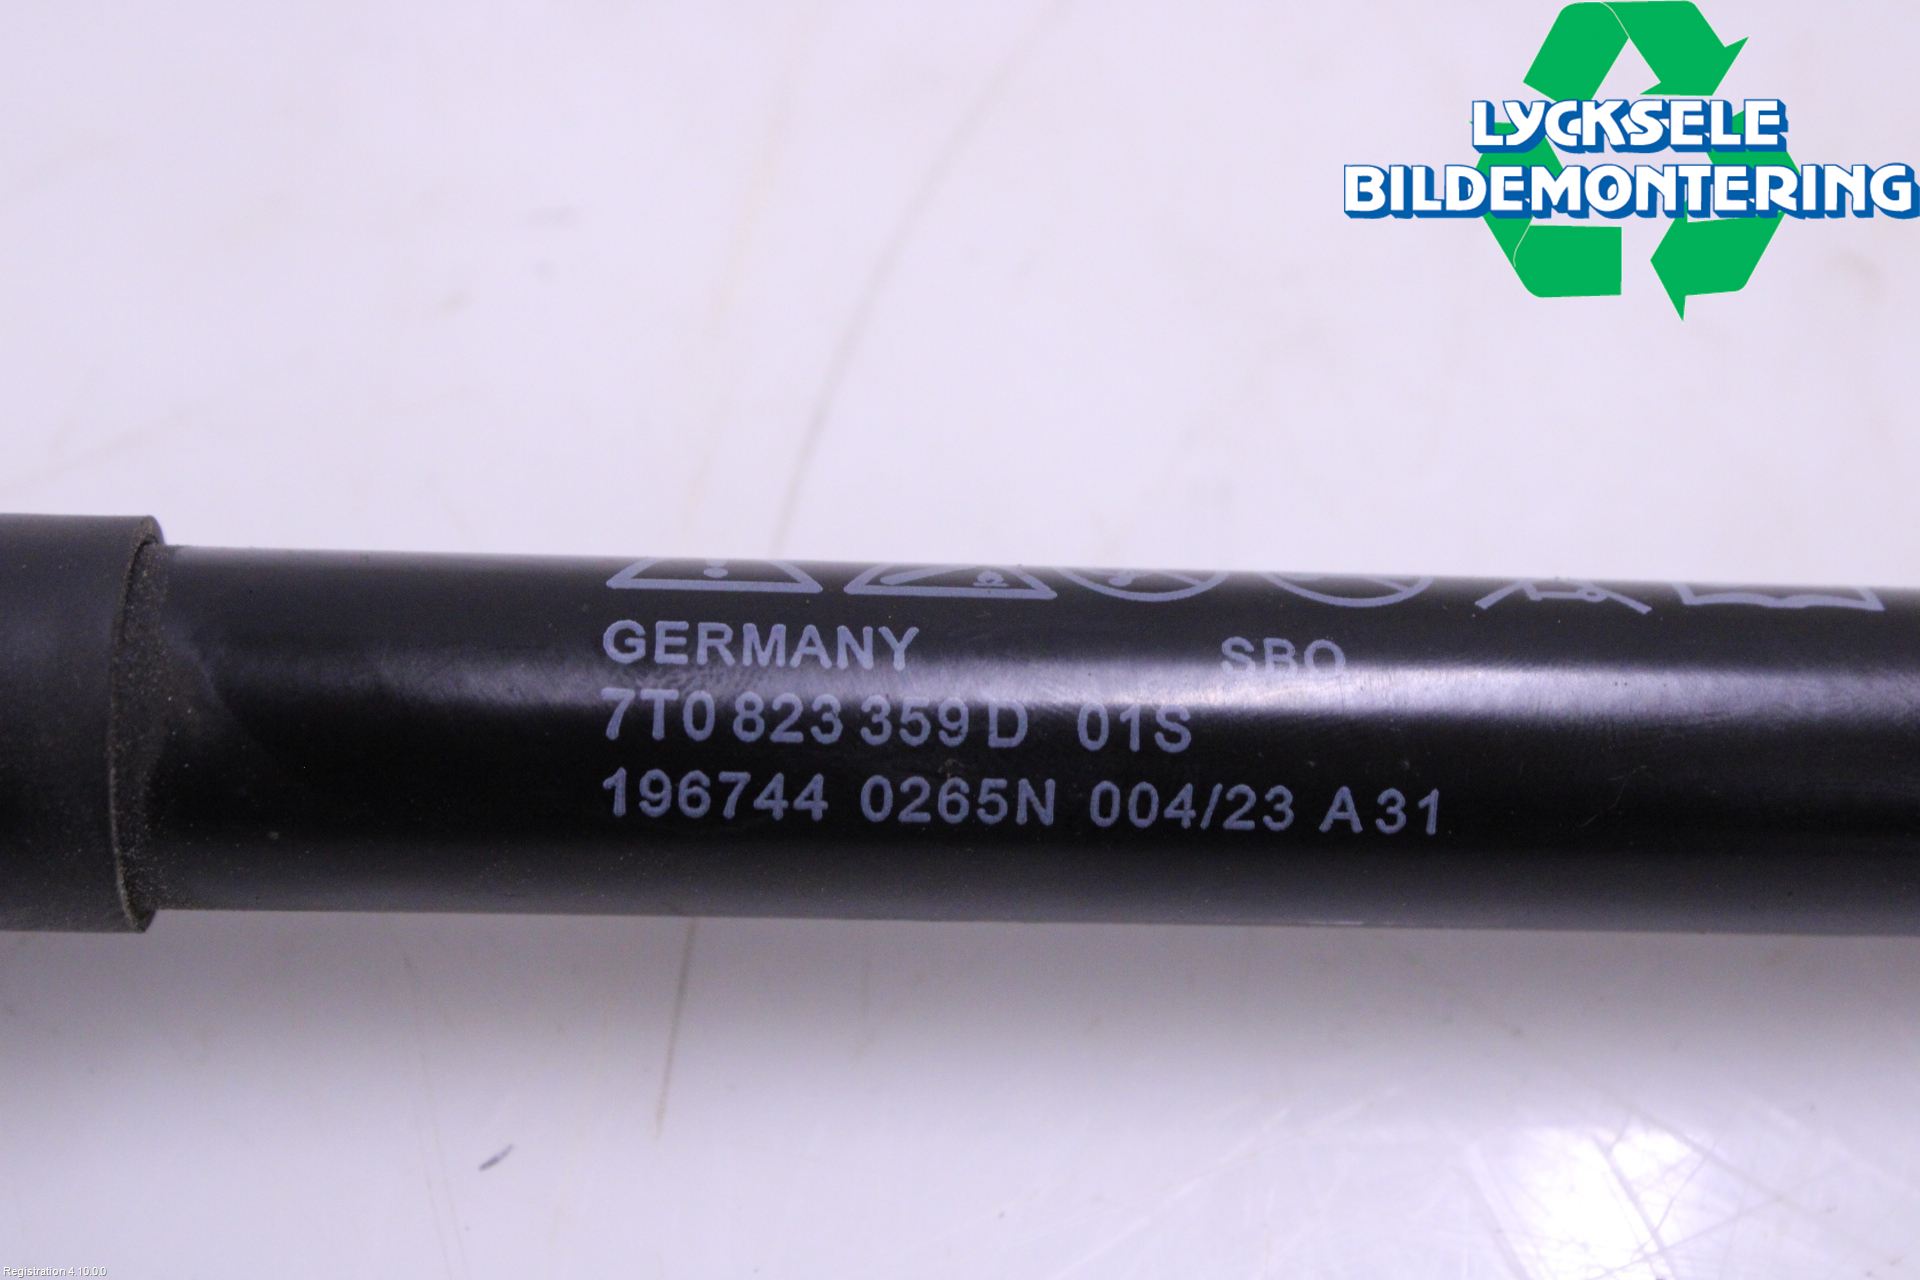 LYCKSELE
BILDEMONTERING
GERMANY SBO
7T0 823 359 D 01S
196744 0265N 004/23 A31
Registration 4.10.0.0